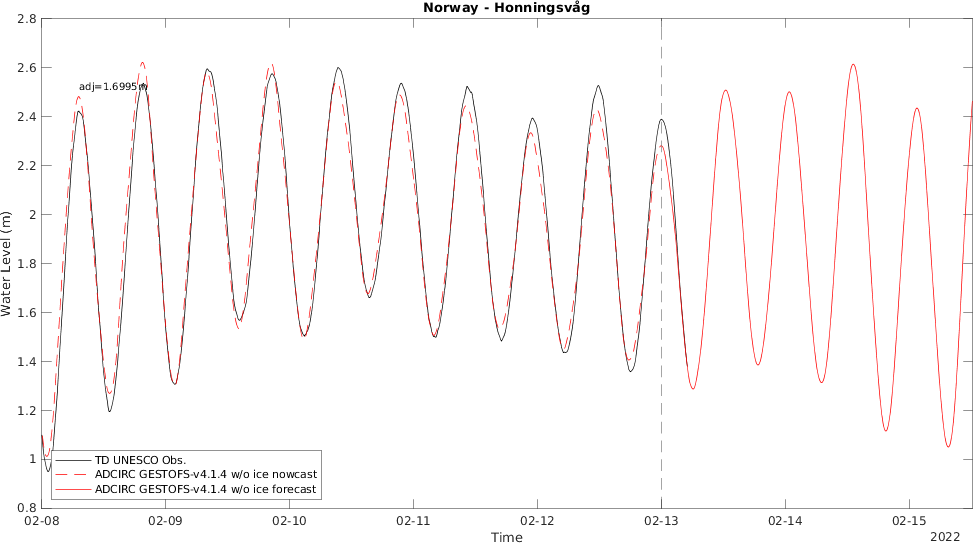 Norway - Honningsvåg
2.8
2.6
adj=1.6995m
2.4
2.2
2
1.8
1.6
1.4
1.2
1
0.8
Water Level (m)
TD UNESCO Obs.
ADCIRC GESTOFS-v4.1.4 w/o ice nowcast
ADCIRC GESTOFS-v4.1.4 w/o ice forecast
02-08 02-09 02-10 02-11 02-12 02-13 02-14 02-15
Time
2022